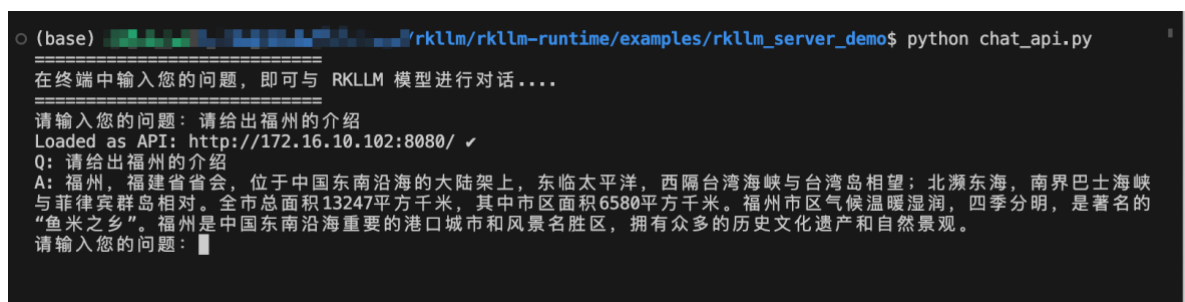 (base) /rkllm/rkllm-runtime/examples/rkllm_server_demo$ python chat_api.py
============================
在终端中输入您的问题，即可与 RKLLM 模型进行对话....
============================
请输入您的问题：请给出福州的介绍
Loaded as API: http://172.16.10.102:8080/ ✔
Q: 请给出福州的介绍
A: 福州，福建省省会，位于中国东南沿海的大陆架上，东临太平洋，西隔台湾海峡与台湾岛相望；北濒东海，南界巴士海峡
与菲律宾群岛相对。全市总面积13247平方千米，其中市区面积6580平方千米。福州市区气候温暖湿润，四季分明，是著名的
“鱼米之乡”。福州是中国东南沿海重要的港口城市和风景名胜区，拥有众多的历史文化遗产和自然景观。
请输入您的问题：